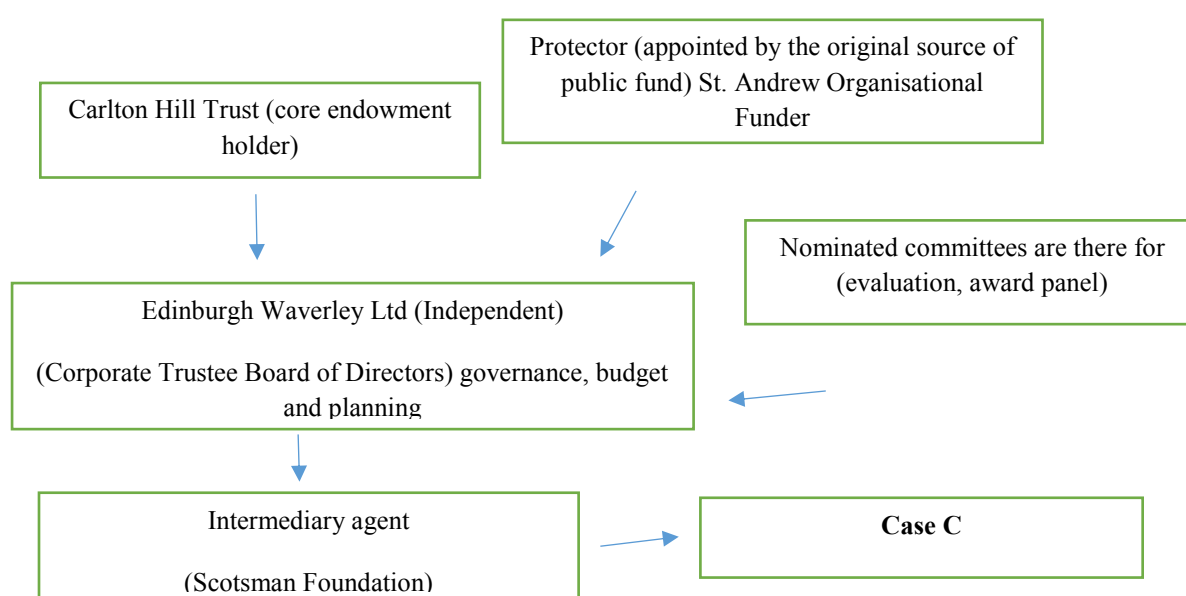 Protector (appointed by the original source of
public fund) St. Andrew Organisational
Funder
Carlton Hill Trust (core endowment
holder)
Nominated committees are there for
(evaluation, award panel)
Edinburgh Waverley Ltd (Independent)
(Corporate Trustee Board of Directors) governance, budget
and planning
Intermediary agent
(Scotsman Foundation)
Case C